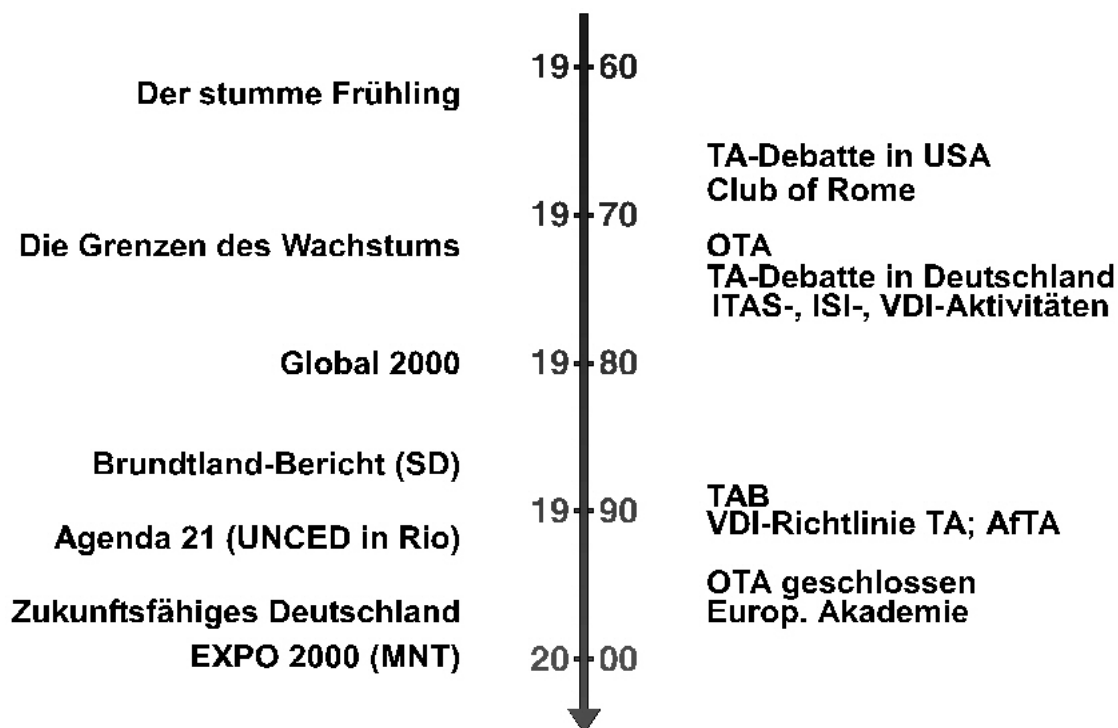 19 60
Der stumme Frühling
TA-Debatte in USA
Club of Rome
19 70
Die Grenzen des Wachstums
OTA
TA-Debatte in Deutschland
ITAS-, ISI-, VDI-Aktivitäten
Global 2000
19 80
Brundtland-Bericht (SD)
TAB
19 90
VDI-Richtlinie TA; AfTA
Agenda 21 (UNCED in Rio)
OTA geschlossen
Zukunftsfähiges Deutschland
Europ. Akademie
EXPO 2000 (MNT)
20 00